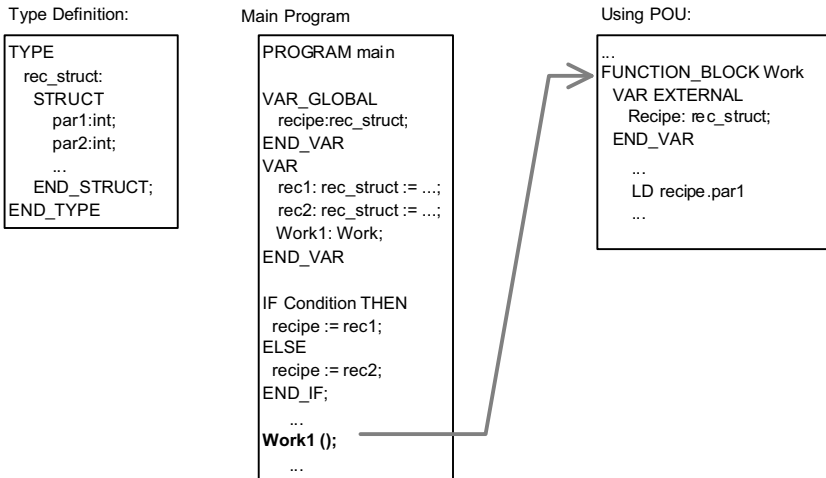 Type Definition:
TYPE
rec_struct:
STRUCT
par1:int;
par2:int;
...
END_STRUCT;
END_TYPE
Main Program
PROGRAM main
VAR_GLOBAL
recipe:rec_struct;
END_VAR
VAR
rec1: rec_struct := ...;
rec2: rec_struct := ...;
Work1: Work;
END_VAR
IF Condition THEN
recipe := rec1;
ELSE
recipe := rec2;
END_IF;
...
Work1 ();
...
Using POU:
...
FUNCTION_BLOCK Work
VAR EXTERNAL
Recipe: rec_struct;
END_VAR
...
LD recipe.par1
...